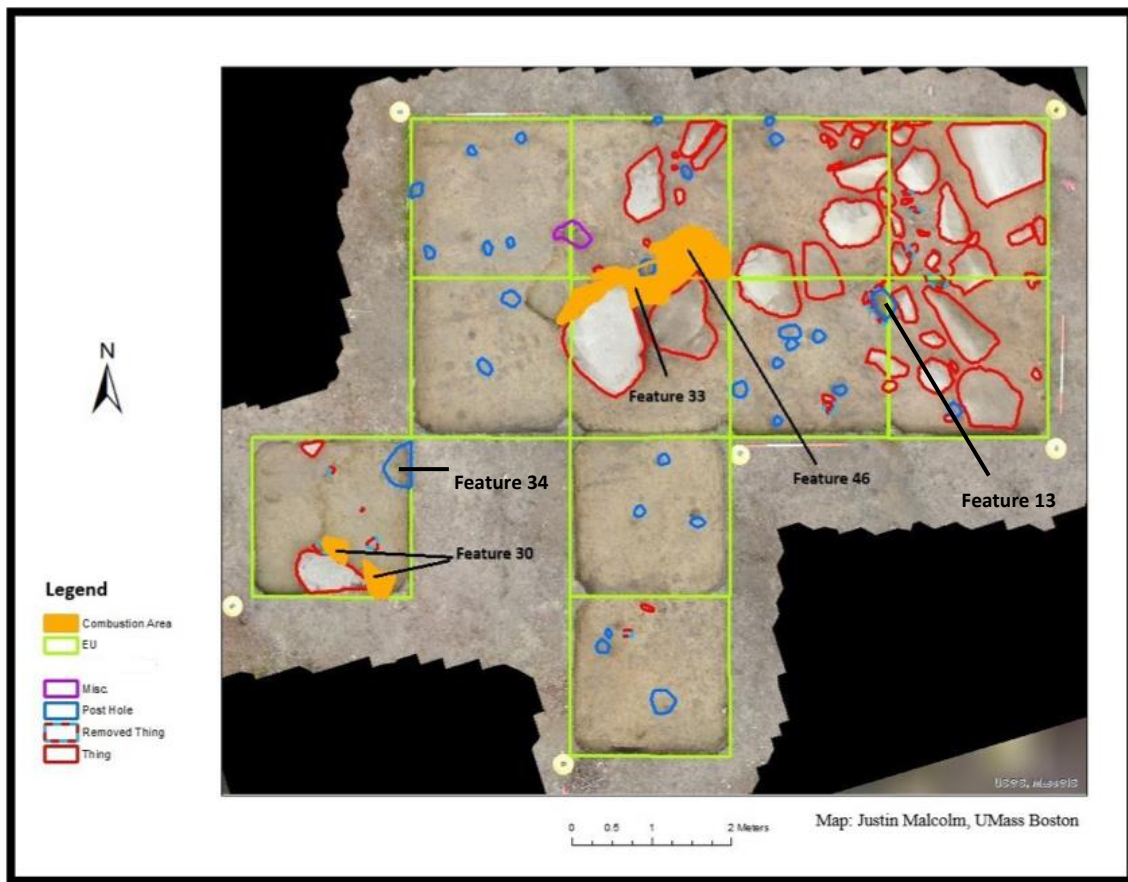 N
Feature 33
Feature 46
Feature 34
Feature 13
Feature 30
Legend
Combustion Area
EU
Misc.
Post Hole
Removed Thing
Thing
0 0.5 1 2 Meters
Map: Justin Malcolm, UMass Boston